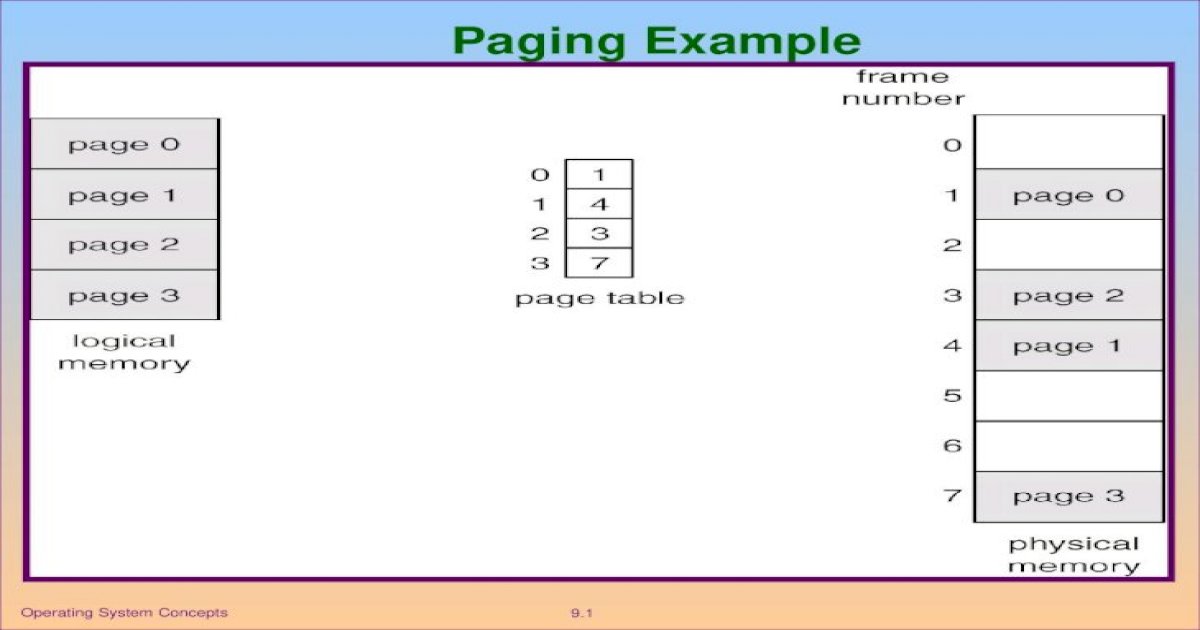 Paging Example
frame
number
page 0
page 1
page 2
page 3
logical
memory
0 1
1 4
2 3
3 7
page table
0
1 page 0
2
3 page 2
4 page 1
5
6
7 page 3
physical
memory
Operating System Concepts
9.1